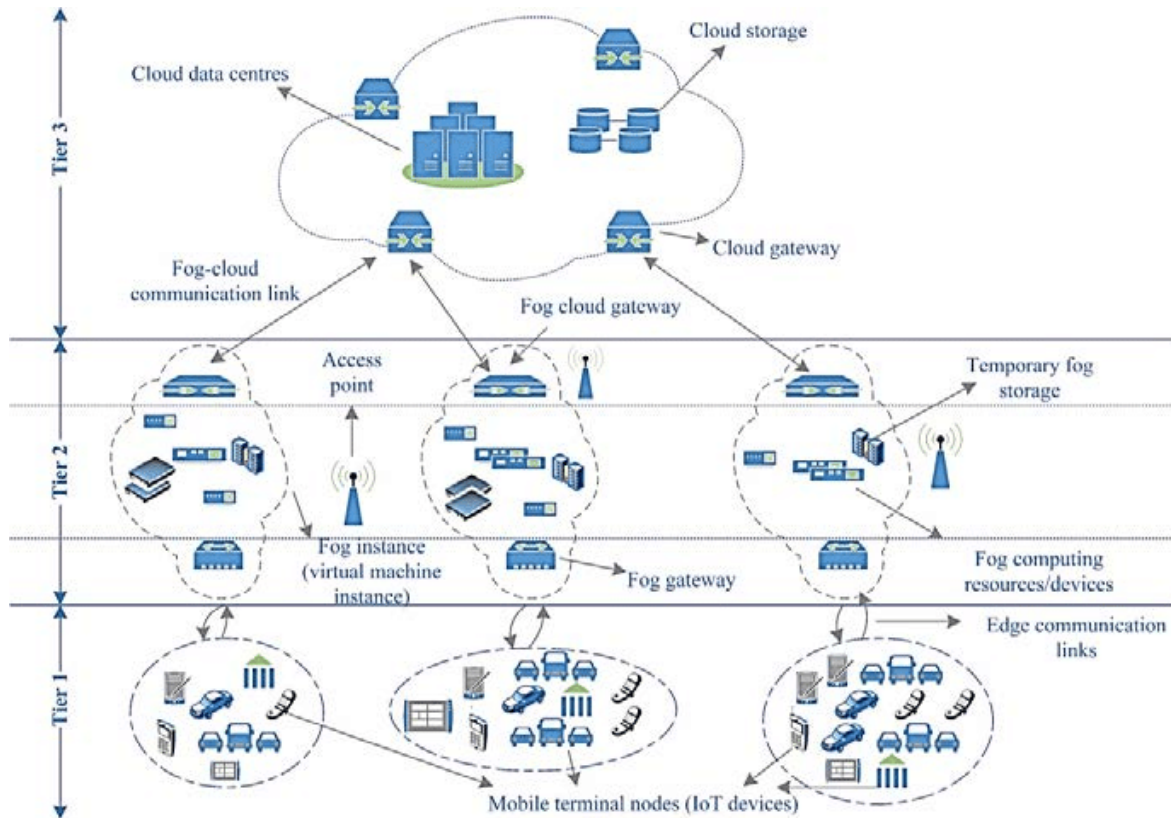 Tier 3
Cloud storage
Cloud data centres
Cloud gateway
Fog-cloud
communication link
Fog cloud gateway
Tier 2
Access
point
Temporary fog
storage
Fog instance
(virtual machine
instance)
Fog gateway
Fog computing
resources/devices
Tier 1
Edge communication
links
Mobile terminal nodes (IoT devices)